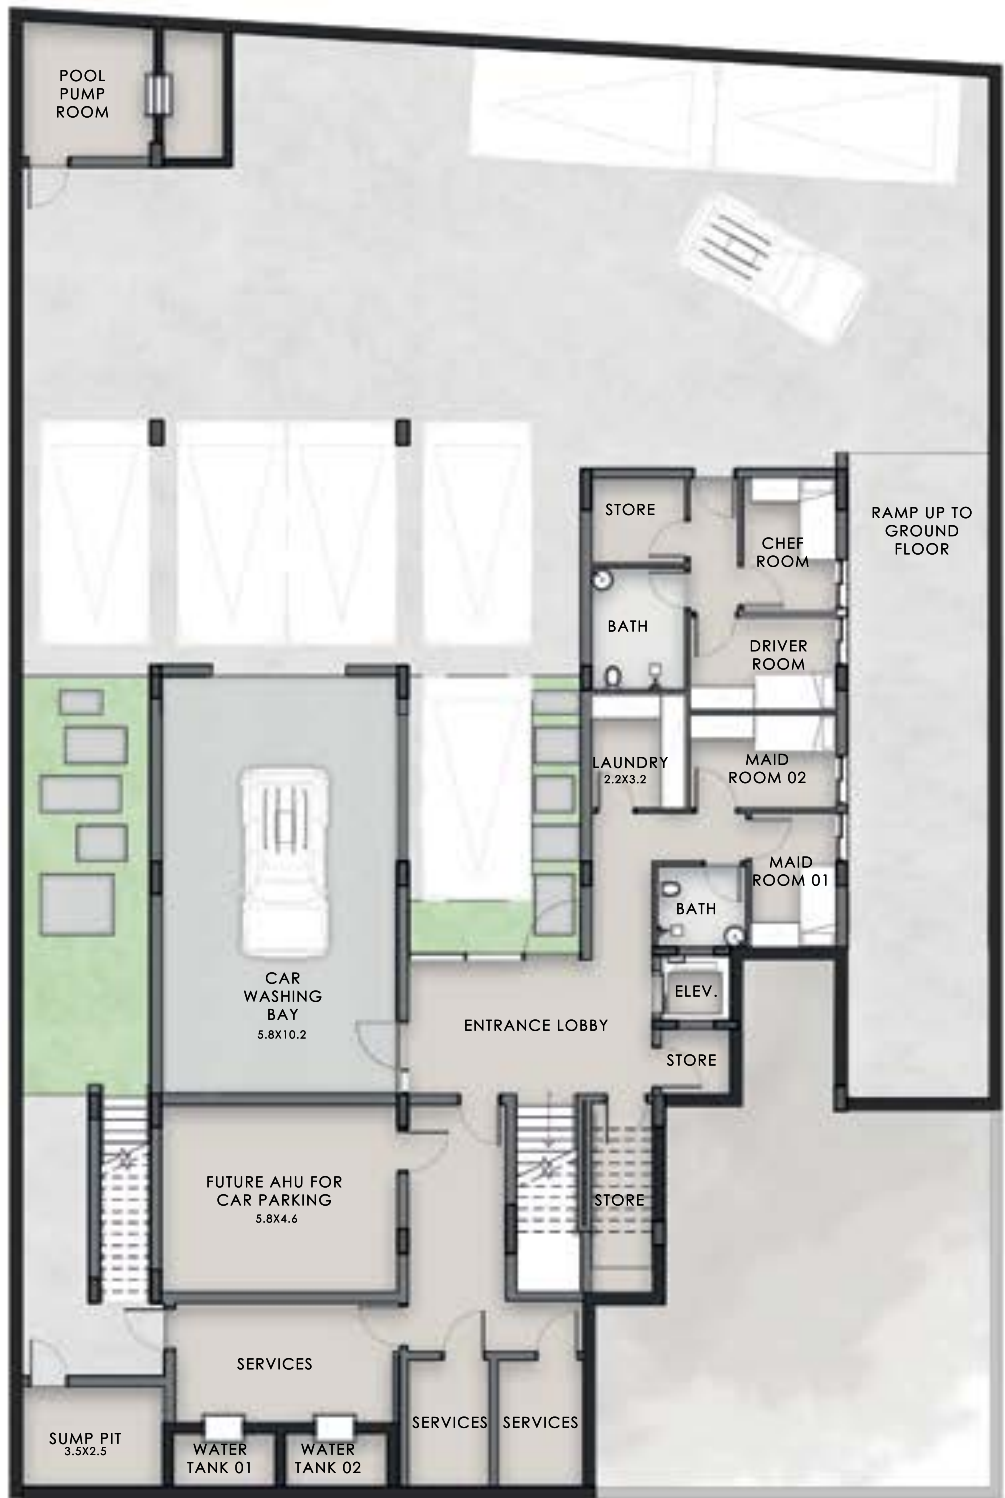 POOL
PUMP
ROOM
STORE
CHEF
ROOM
RAMP UP TO
GROUND
FLOOR
BATH
DRIVER
ROOM
LAUNDRY
2.2X3.2
MAID
ROOM 02
MAID
ROOM 01
BATH
CAR
WASHING
BAY
5.8X10.2
ELEV.
ENTRANCE LOBBY
STORE
FUTURE AHU FOR
CAR PARKING
5.8X4.6
STORE
SERVICES
SERVICES
SERVICES
SUMP PIT
3.5X2.5
WATER
TANK 01
WATER
TANK 02